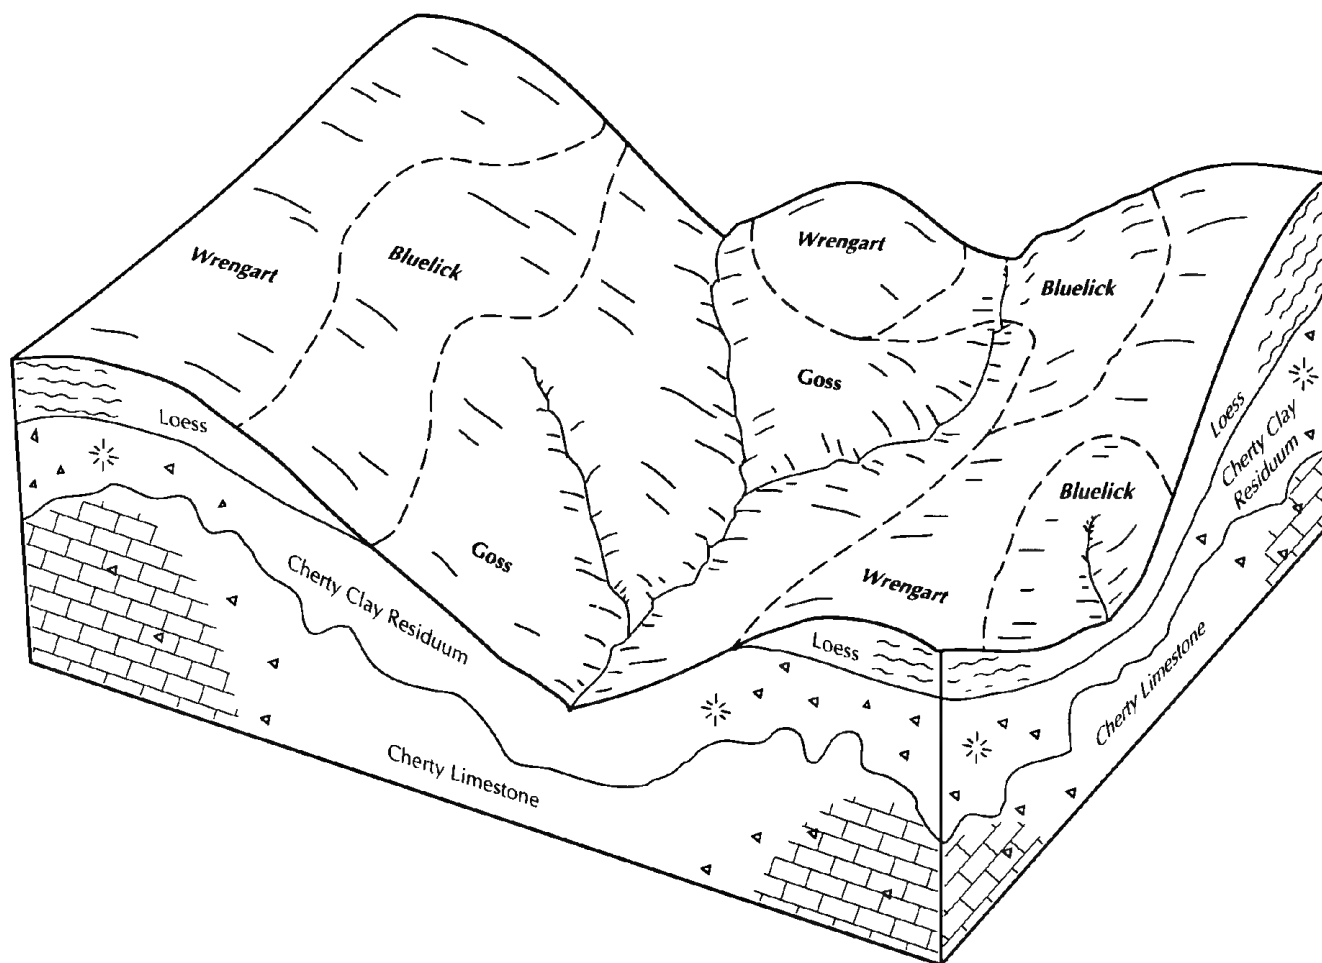 Wrengart
Bluelick
Wrengart
Bluelick
Goss
Loess
Goss
Bluelick
Wrengart
Loess
Cherty Clay
Residuum
Cherty Clay Residuum
Loess
Cherty Limestone
Cherty Limestone